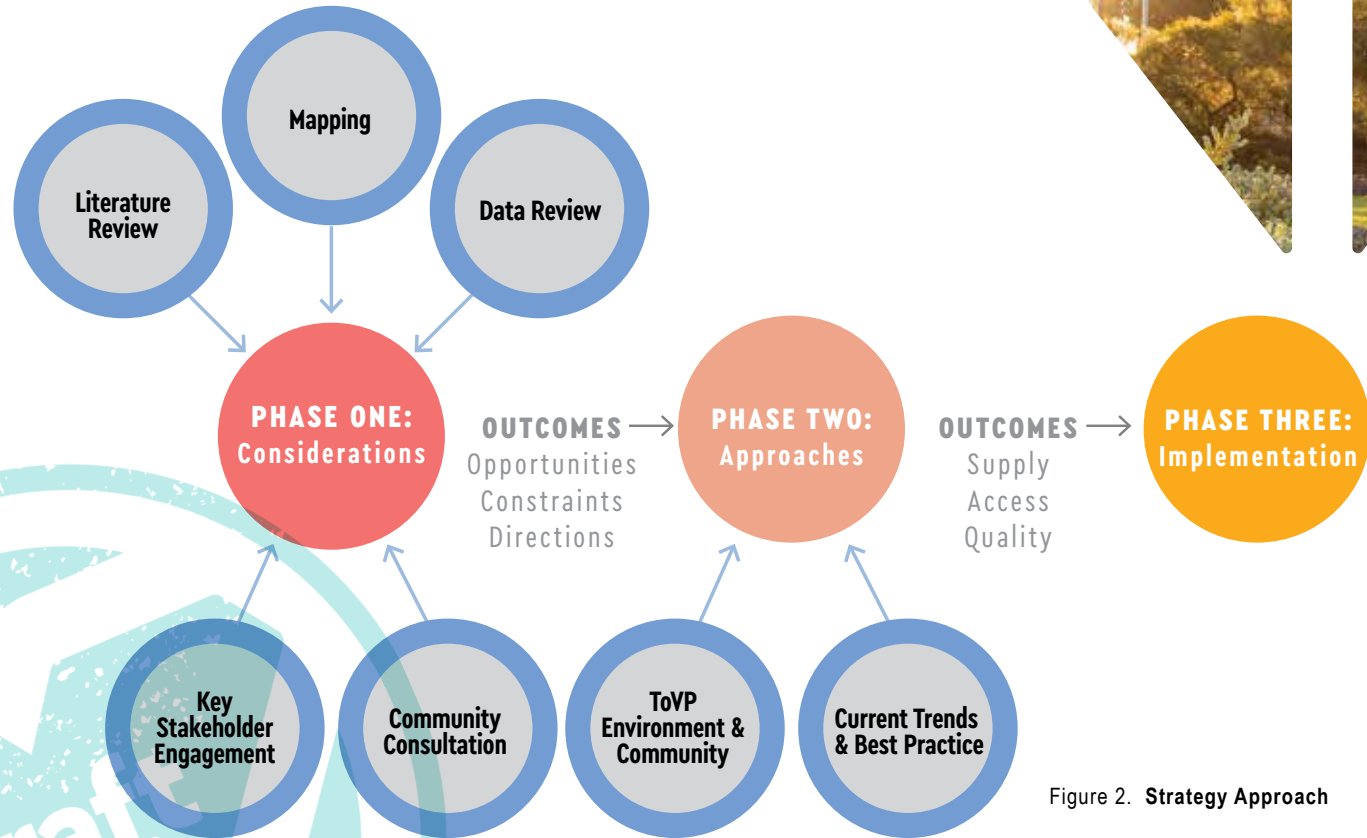 Mapping
Literature
Review
Data Review
PHASE ONE:
Considerations
OUTCOMES
Opportunities
Constraints
Directions
PHASE TWO:
Approaches
OUTCOMES
Supply
Access
Quality
PHASE THREE:
Implementation
Key
Stakeholder
Engagement
Community
Consultation
ToVP
Environment &
Community
Current Trends
& Best Practice
Figure 2. Strategy Approach